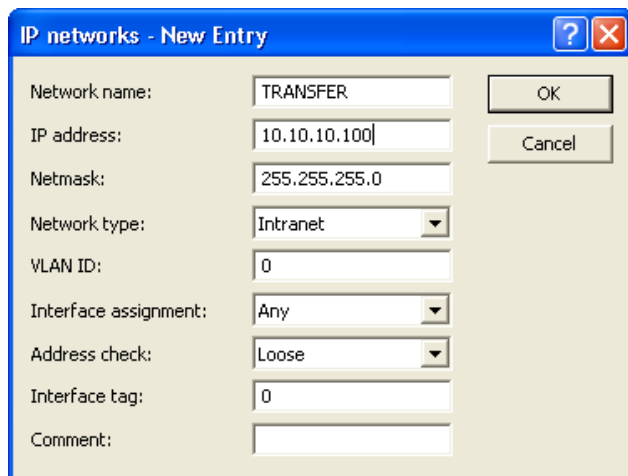 IP networks - New Entry
?
Network name: TRANSFER OK
IP address: 10.10.10.100 Cancel
Netmask: 255.255.255.0
Network type: Intranet
VLAN ID: 0
Interface assignment: Any
Address check: Loose
Interface tag: 0
Comment: